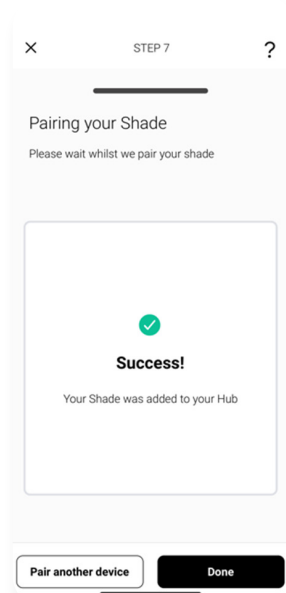 STEP 7
?
Pairing your Shade
Please wait whilst we pair your shade
Success!
Your Shade was added to your Hub
Pair another device
Done